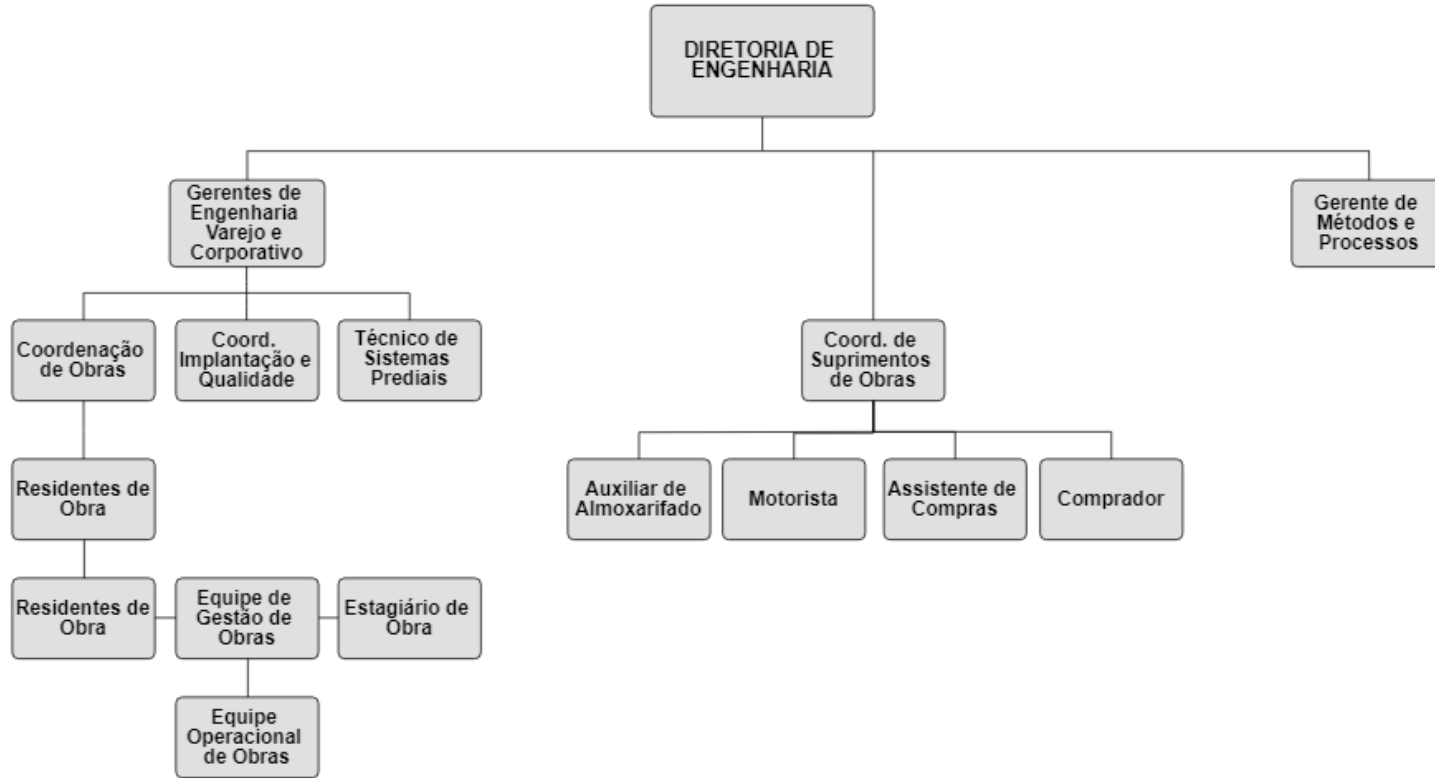 DIRETORIA DE
ENGENHARIA
Gerentes de
Engenharia
Varejo e
Corporativo
Gerente de
Métodos e
Processos
Coordenação
de Obras
Coord.
Implantação e
Qualidade
Técnico de
Sistemas
Prediais
Coord. de
Suprimentos
de Obras
Residentes de
Obra
Auxiliar de
Almoxarifado
Motorista
Assistente de
Compras
Comprador
Residentes de
Obra
Equipe de
Gestão de
Obras
Estagiário de
Obra
Equipe
Operacional
de Obras